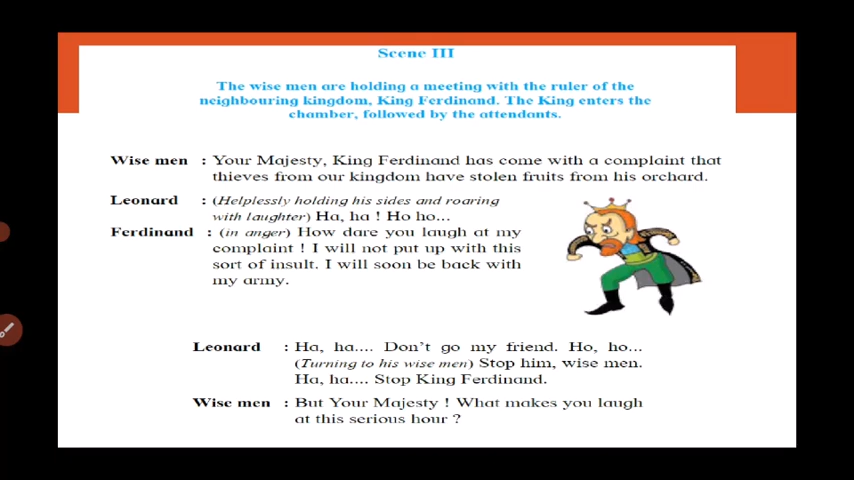 Scene III
The wise men are holding a meeting with the ruler of the
neighbouring kingdom, King Ferdinand. The King enters the
chamber, followed by the attendants.
Wise men : Your Majesty, King Ferdinand has come with a complaint that
thieves from our kingdom have stolen fruits from his orchard.
Leonard : (Helplessly holding his sides and roaring
with laughter) Ha, ha ! Ho ho...
Ferdinand : (in anger) How dare you laugh at my
complaint ! I will not put up with this
sort of insult. I will soon be back with
my army.
Leonard : Ha, ha.... Don't go my friend. Ho, ho...
(Turning to his wise men) Stop him, wise men.
Ha, ha.... Stop King Ferdinand.
Wise men : But Your Majesty ! What makes you laugh
at this serious hour ?